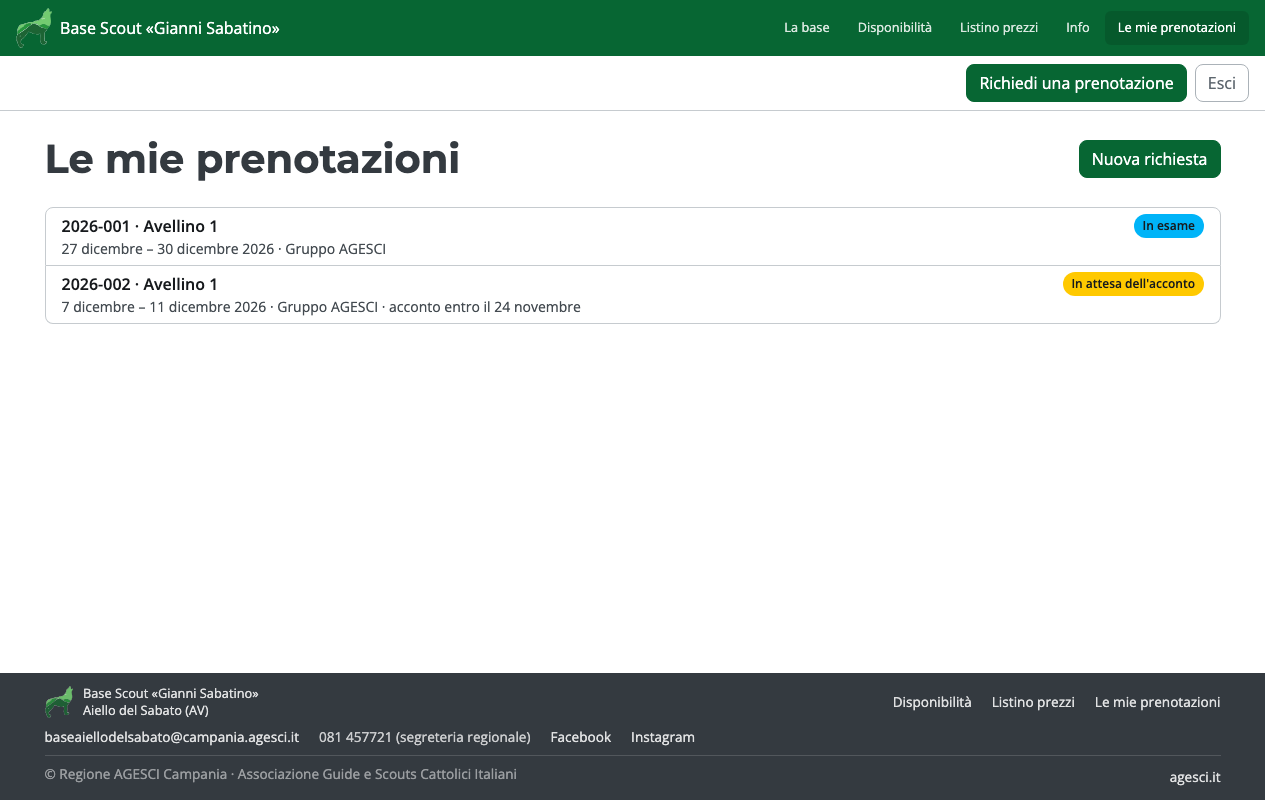 Base Scout «Gianni Sabatino»
La base
Disponibilità
Listino prezzi
Info
Le mie prenotazioni
Richiedi una prenotazione
Esci
Le mie prenotazioni
Nuova richiesta
2026-001 · Avellino 1
In esame
27 dicembre – 30 dicembre 2026 · Gruppo AGESCI
2026-002 · Avellino 1
In attesa dell'acconto
7 dicembre – 11 dicembre 2026 · Gruppo AGESCI · acconto entro il 24 novembre
Base Scout «Gianni Sabatino»
Aiello del Sabato (AV)
Disponibilità
Listino prezzi
Le mie prenotazioni
baseaiellodelsabato@campania.agesci.it
081 457721 (segreteria regionale)
Facebook
Instagram
© Regione AGESCI Campania · Associazione Guide e Scouts Cattolici Italiani
agesci.it